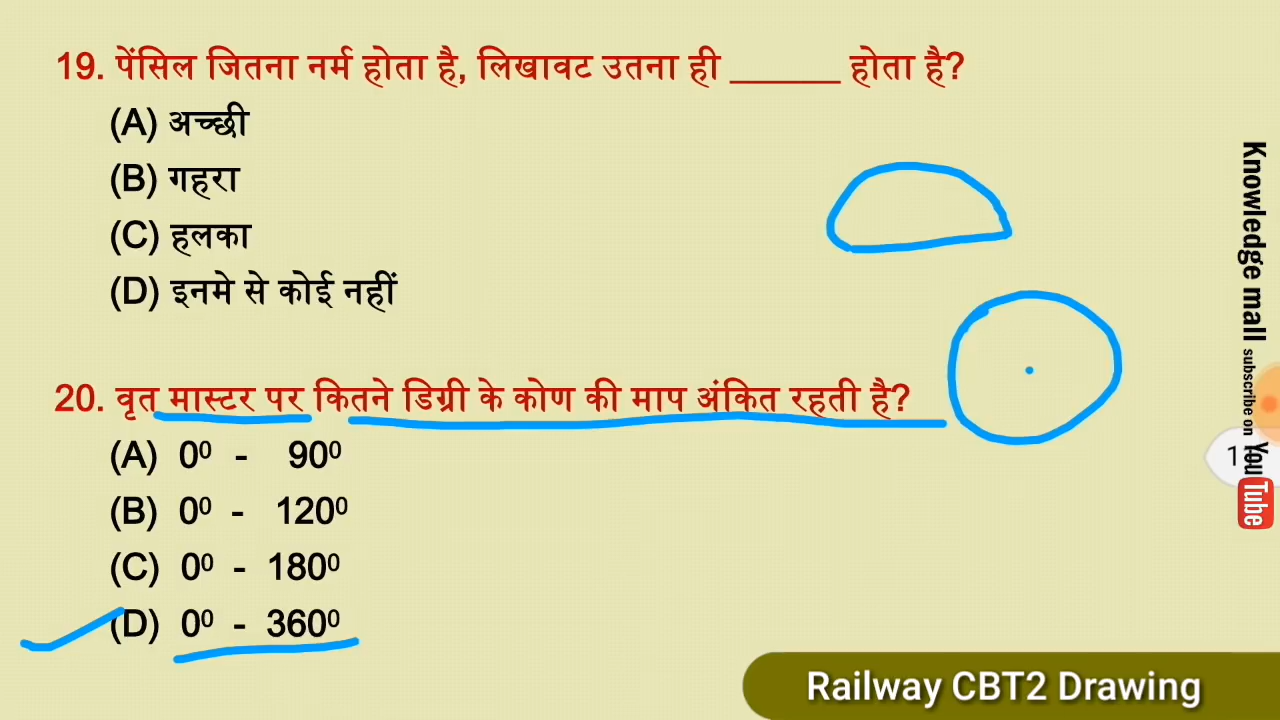 19. पेंसिल जितना नर्म होता है, लिखावट उतना ही ______ होता है?
(A) अच्छी
(B) गहरा
(C) हलका
(D) इनमे से कोई नहीं
20. वृत मास्टर पर कितने डिग्री के कोण की माप अंकित रहती है?
(A) 0⁰ - 90⁰
(B) 0⁰ - 120⁰
(C) 0⁰ - 180⁰
(D) 0⁰ - 360⁰
Knowledge mall subscribe on YouTube
Railway CBT2 Drawing